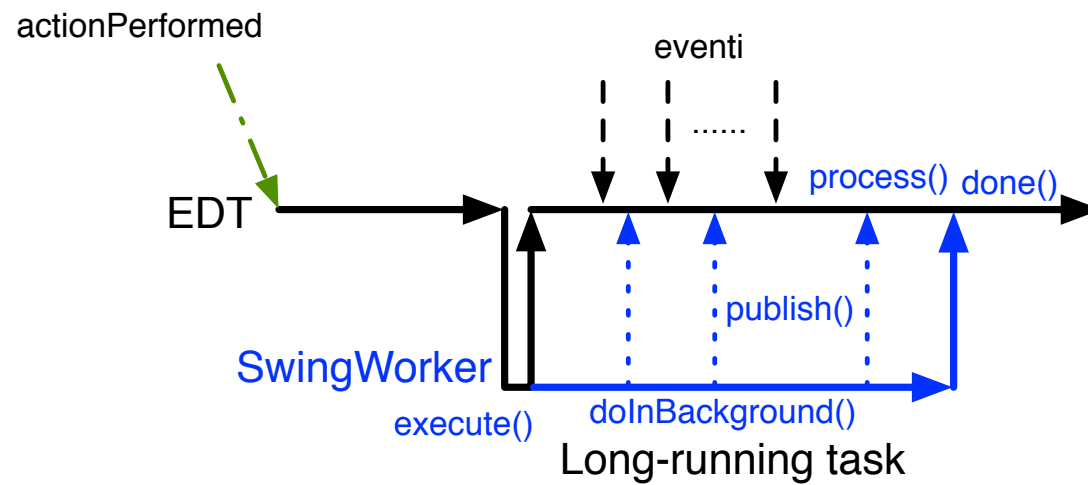 actionPerformed
eventi
......
process()
done()
EDT
publish()
SwingWorker
execute()
doInBackground()
Long-running task